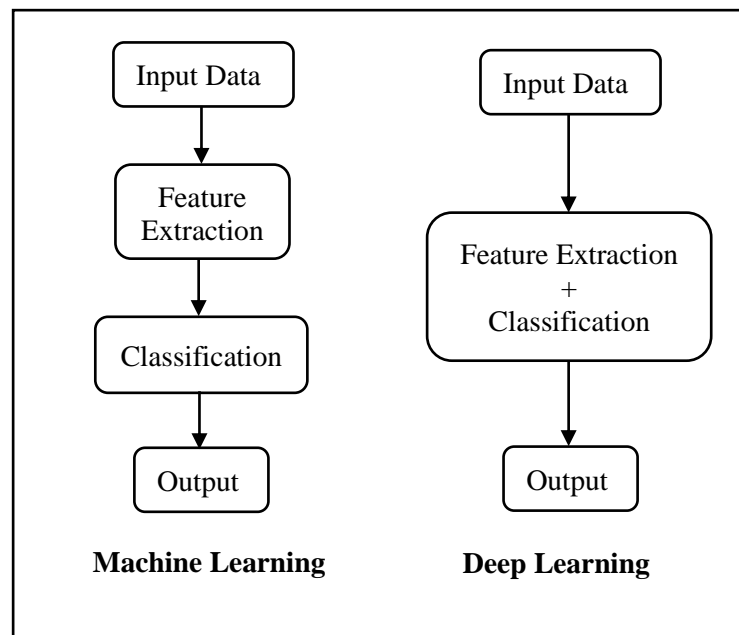 Input Data
Feature
Extraction
Classification
Output
Machine Learning
Input Data
Feature Extraction
+
Classification
Output
Deep Learning